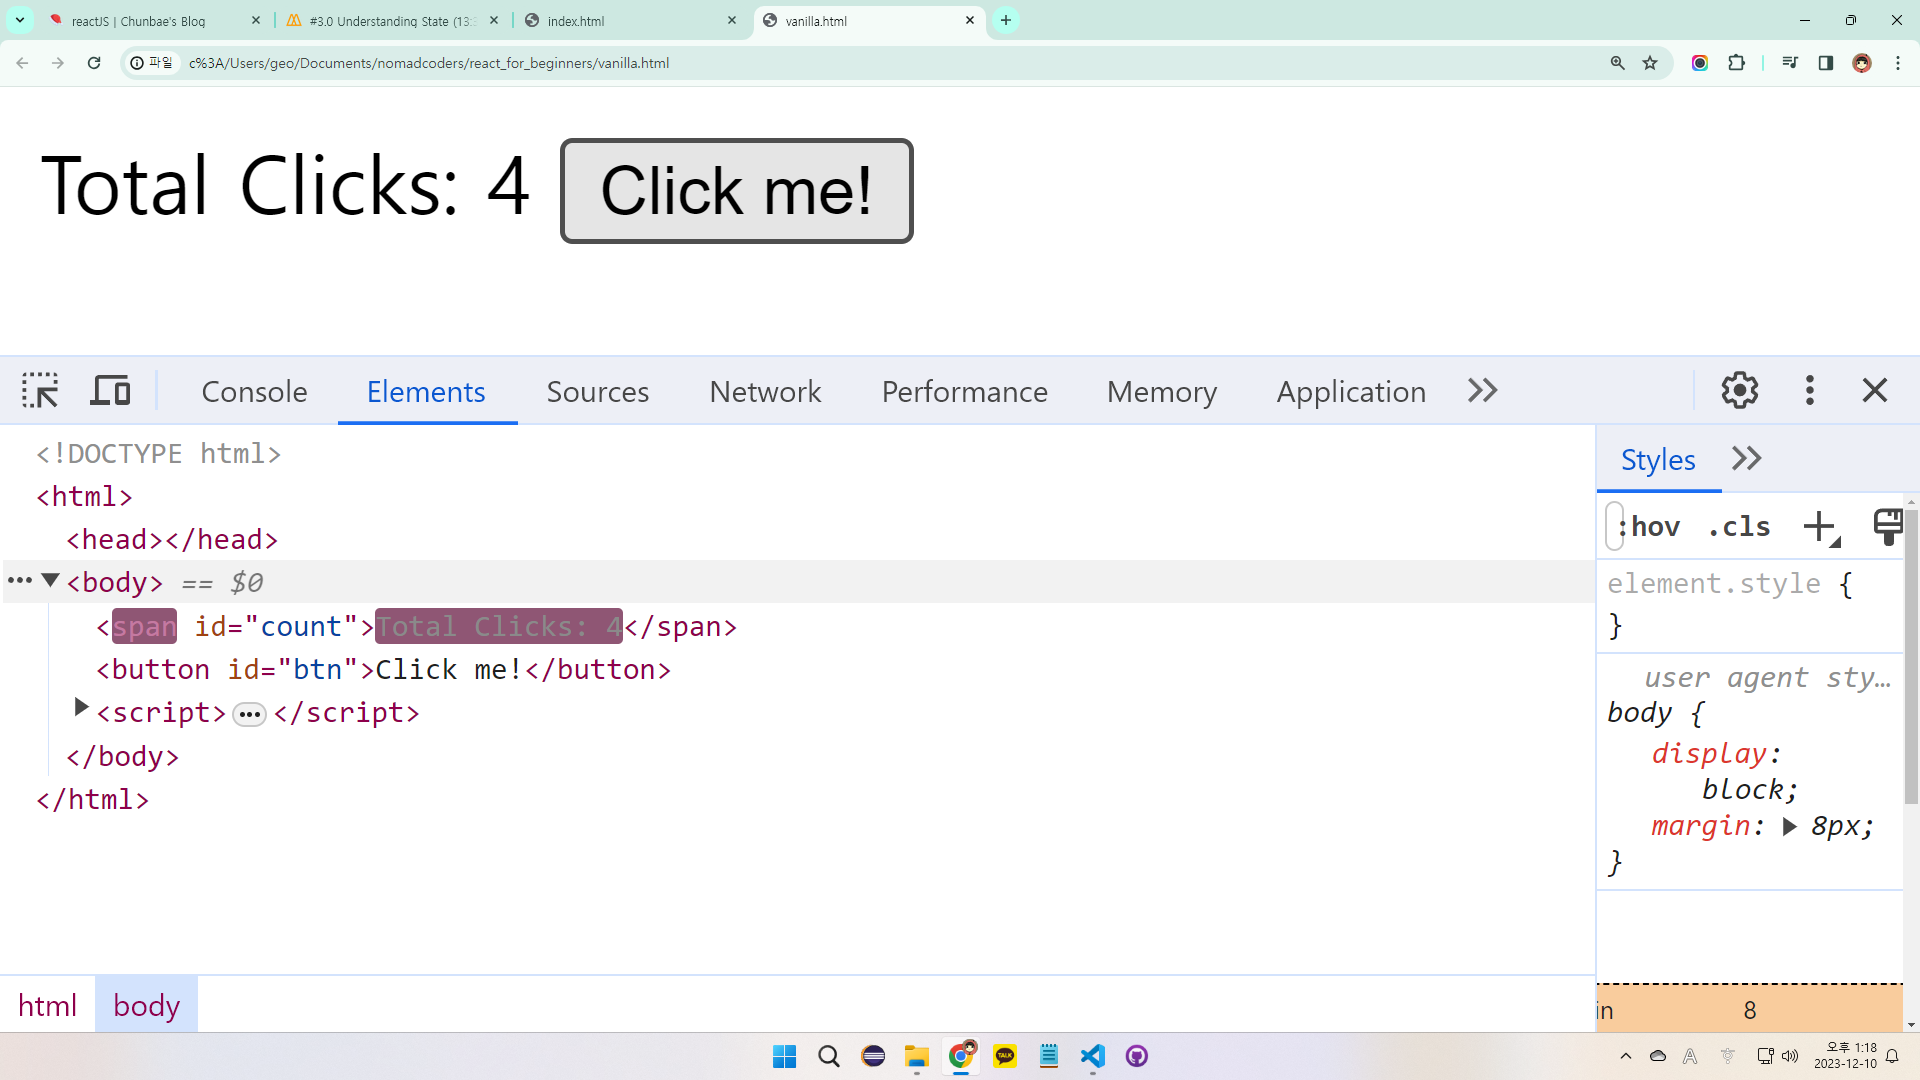 reactJS | Chunbae's Blog
#3.0 Understanding State (13:
index.html
vanilla.html
파일
c%3A/Users/geo/Documents/nomadcoders/react_for_beginners/vanilla.html
Total Clicks: 4
Click me!
Console
Elements
Sources
Network
Performance
Memory
Application
Styles
:hov
.cls
<!DOCTYPE html>
<html>
<head></head>
<body> == $0
<span id="count">Total Clicks: 4</span>
<button id="btn">Click me!</button>
<script>…</script>
</body>
</html>
element.style {
}
user agent sty…
body {
display:
block;
margin: 8px;
}
in
8
html
body
TALK
A
오후 1:18
2023-12-10